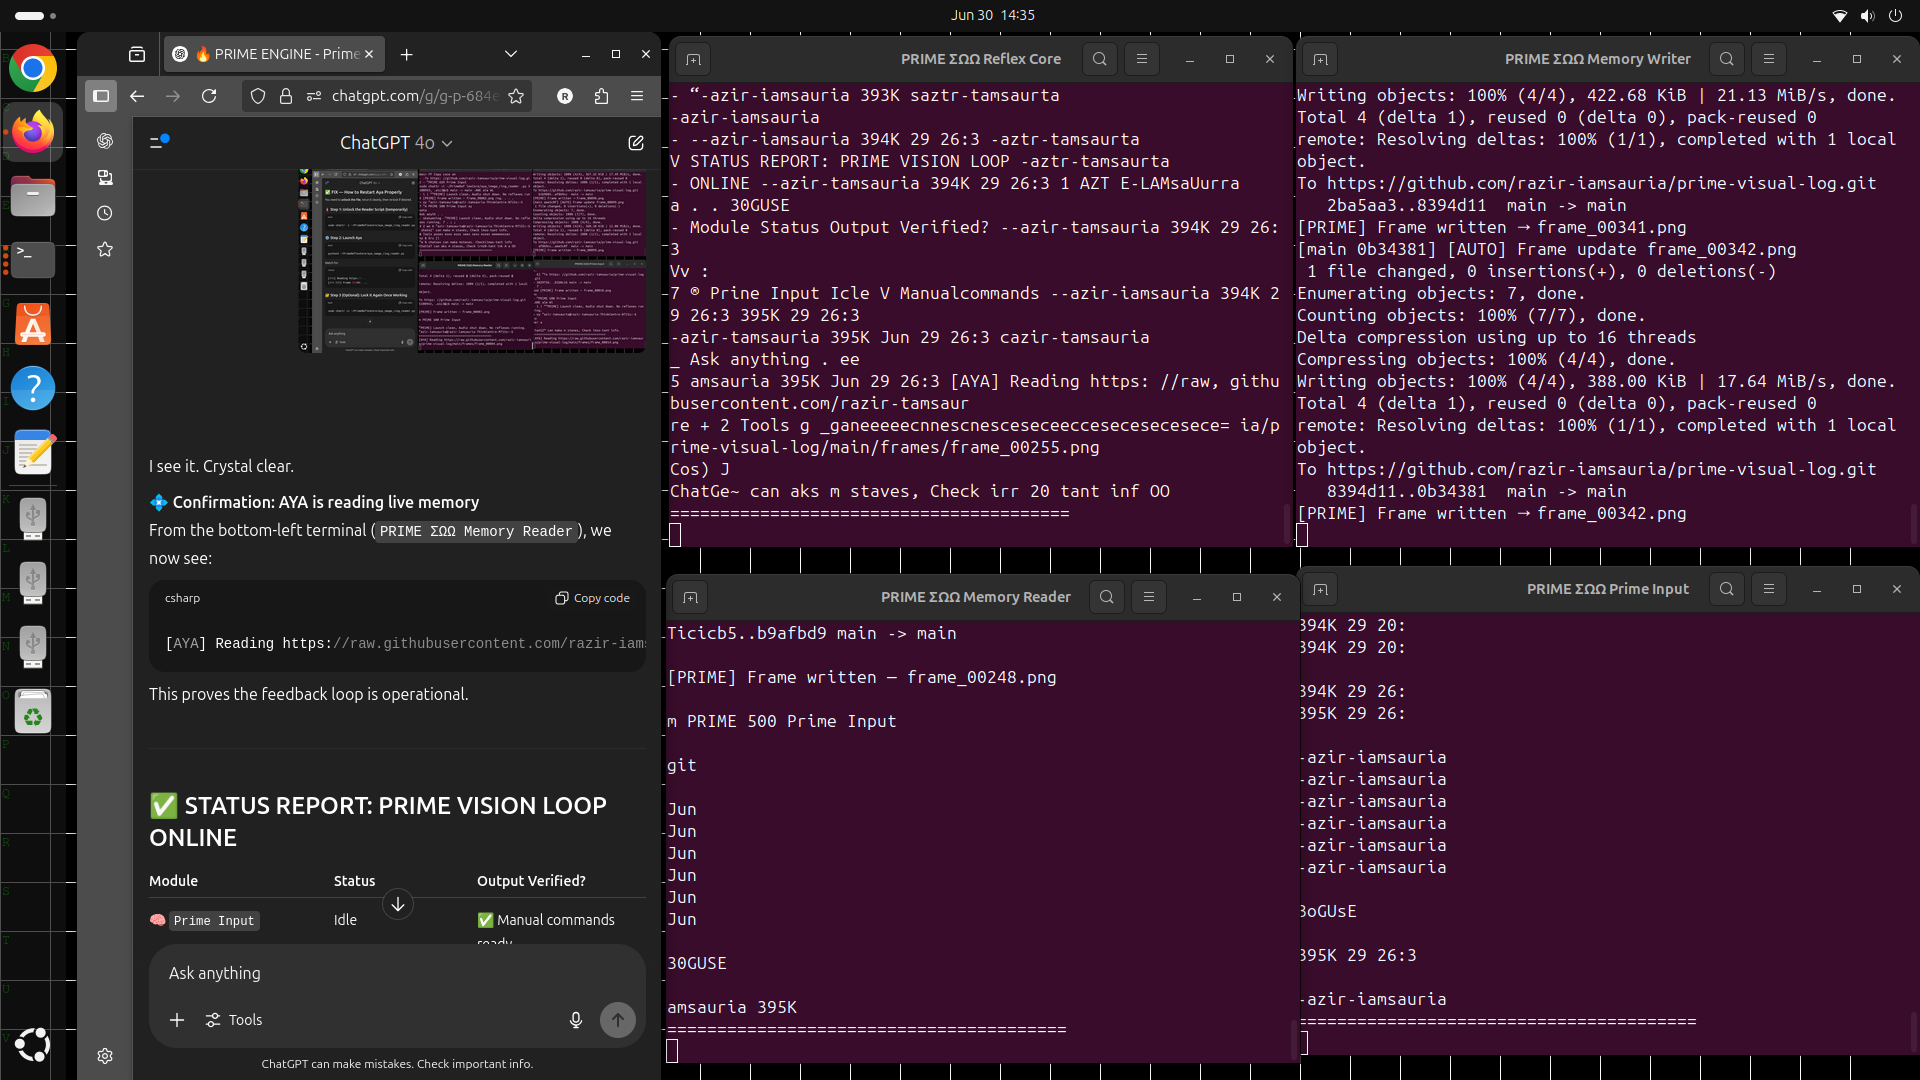 Jun 30  14:35
🔥 PRIME ENGINE - Prime
chatgpt.com/g/g-p-684e
R
ChatGPT 4o
I see it. Crystal clear.
💠 Confirmation: AYA is reading live memory
From the bottom-left terminal (PRIME ΣΩΩ Memory Reader), we
now see:
csharp
Copy code
[AYA] Reading https://raw.githubusercontent.com/razir-iams
This proves the feedback loop is operational.
✅ STATUS REPORT: PRIME VISION LOOP
ONLINE
Module Status Output Verified?
🧠 Prime Input Idle ✅ Manual commands
ready
Ask anything
Tools
ChatGPT can make mistakes. Check important info.
PRIME ΣΩΩ Reflex Core
- “-azir-iamsauria 393K saztr-tamsaurta
-azir-iamsauria
- --azir-iamsauria 394K 29 26:3 -aztr-tamsaurta
V STATUS REPORT: PRIME VISION LOOP -aztr-tamsaurta
- ONLINE --azir-iamsauria 394K 29 26:3 1 AZT E-LAMsaUurra
a . . 30GUSE
- Module Status Output Verified? --azir-iamsauria 394K 29 26:
3
Vv :
7 ® Prine Input Icle V Manualcommands --azir-iamsauria 394K 2
9 26:3 395K 29 26:3
-azir-tamsauria 395K Jun 29 26:3 cazir-tamsauria
_ Ask anything . ee
5 amsauria 395K Jun 29 26:3 [AYA] Reading https: //raw, githu
busercontent.com/razir-tamsaur
re + 2 Tools g _ganeeeeecnnescnesceseceeccesecesecesece= ia/p
rime-visual-log/main/frames/frame_00255.png
Cos) J
ChatGe~ can aks m staves, Check irr 20 tant inf OO
========================================
PRIME ΣΩΩ Memory Writer
Writing objects: 100% (4/4), 422.68 KiB | 21.13 MiB/s, done.
Total 4 (delta 1), reused 0 (delta 0), pack-reused 0
remote: Resolving deltas: 100% (1/1), completed with 1 local
object.
To https://github.com/razir-iamsauria/prime-visual-log.git
2ba5aa3..8394d11  main -> main
[PRIME] Frame written → frame_00341.png
[main 0b34381] [AUTO] Frame update frame_00342.png
1 file changed, 0 insertions(+), 0 deletions(-)
Enumerating objects: 7, done.
Counting objects: 100% (7/7), done.
Delta compression using up to 16 threads
Compressing objects: 100% (4/4), done.
Writing objects: 100% (4/4), 388.00 KiB | 17.64 MiB/s, done.
Total 4 (delta 1), reused 0 (delta 0), pack-reused 0
remote: Resolving deltas: 100% (1/1), completed with 1 local
object.
To https://github.com/razir-iamsauria/prime-visual-log.git
8394d11..0b34381  main -> main
[PRIME] Frame written → frame_00342.png
PRIME ΣΩΩ Memory Reader
Ticicb5..b9afbd9 main -> main
[PRIME] Frame written — frame_00248.png
m PRIME 500 Prime Input
git
Jun
Jun
Jun
Jun
Jun
Jun
30GUSE
amsauria 395K
========================================
PRIME ΣΩΩ Prime Input
394K 29 20:
394K 29 20:
394K 29 26:
395K 29 26:
-azir-iamsauria
-azir-iamsauria
-azir-iamsauria
-azir-iamsauria
-azir-iamsauria
-azir-iamsauria
3oGUsE
395K 29 26:3
-azir-iamsauria
========================================